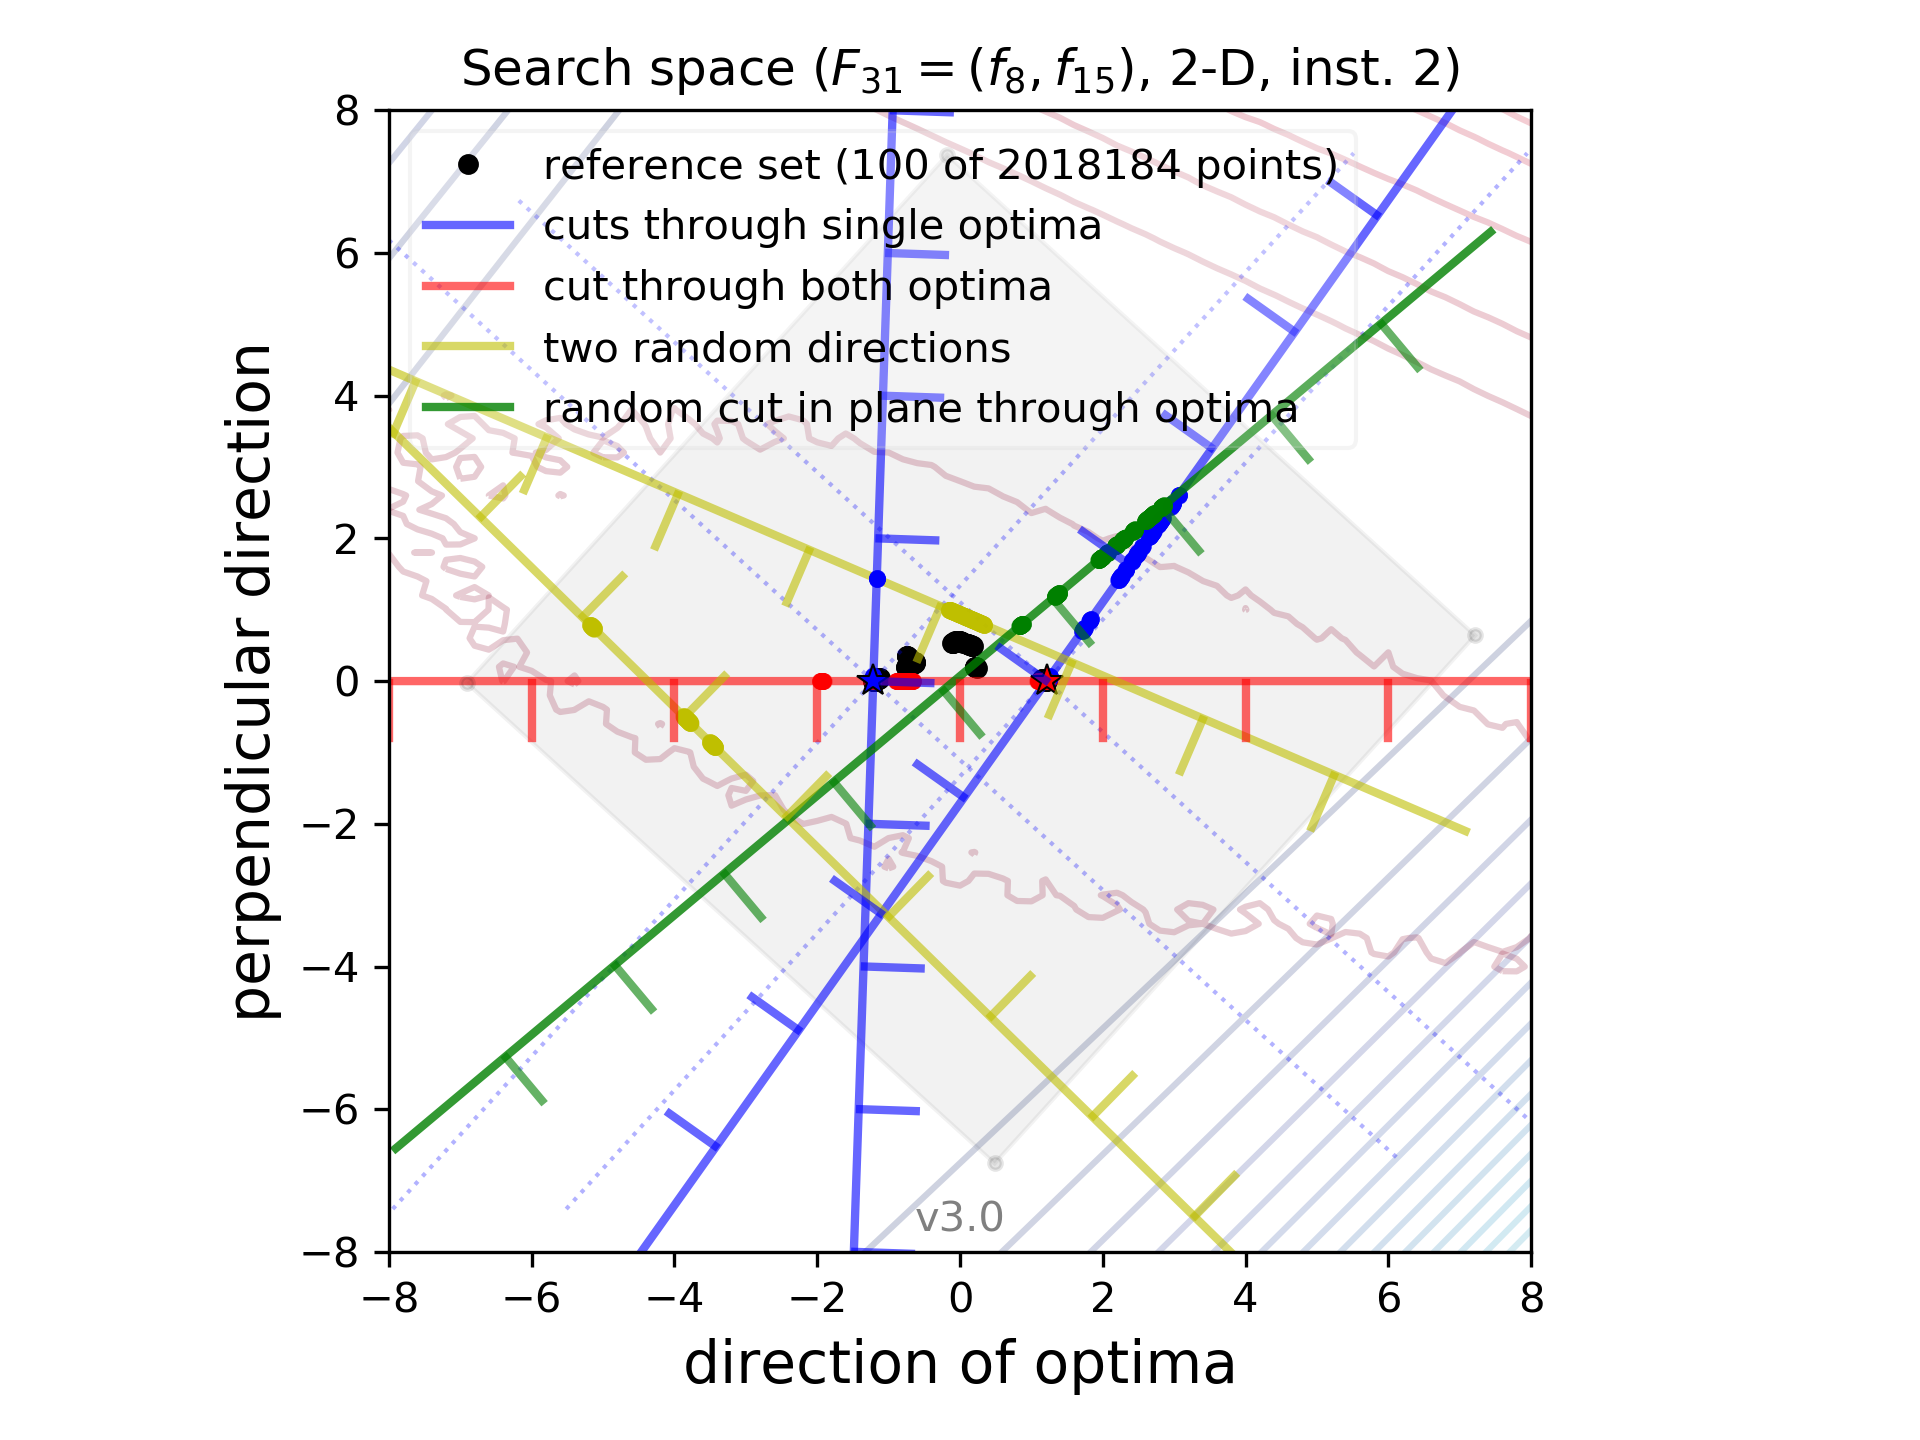 Search space (F31 = (f8, f15), 2-D, inst. 2)
reference set (100 of 2018184 points)
cuts through single optima
cut through both optima
two random directions
random cut in plane through optima
8
6
4
2
0
−2
−4
−6
−8
perpendicular direction
v3.0
−8 −6 −4 −2 0 2 4 6 8
direction of optima